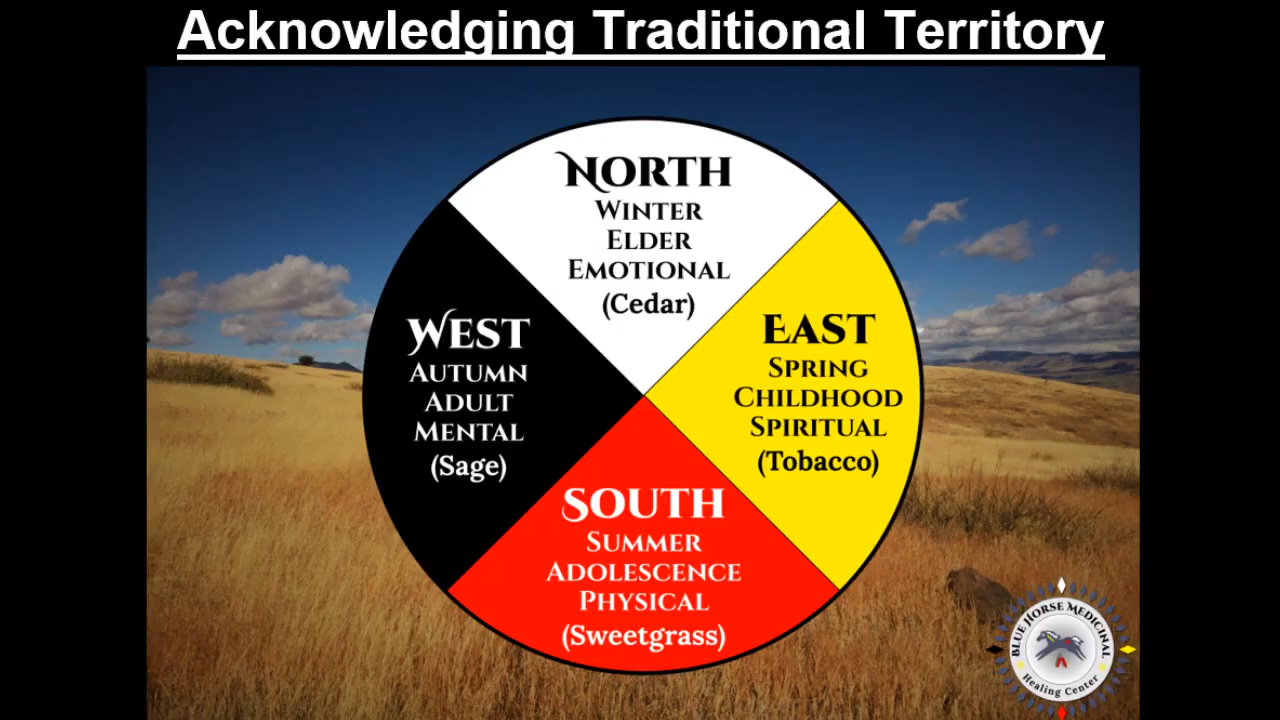 Acknowledging Traditional Territory
NORTH
WINTER
ELDER
EMOTIONAL
(Cedar)
WEST
AUTUMN
ADULT
MENTAL
(Sage)
EAST
SPRING
CHILDHOOD
SPIRITUAL
(Tobacco)
SOUTH
SUMMER
ADOLESCENCE
PHYSICAL
(Sweetgrass)
BLUE HORSE MEDICINAL
Healing Center